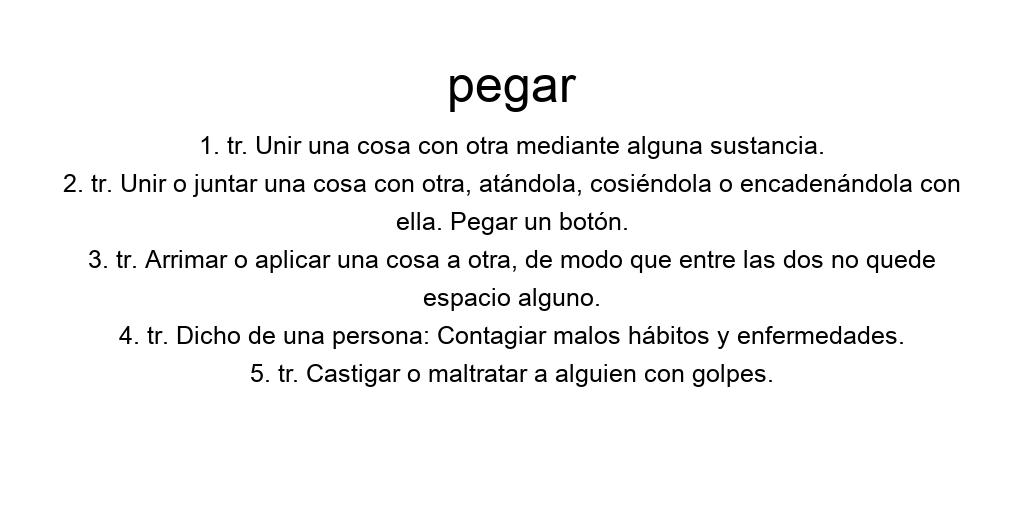 pegar
1. tr. Unir una cosa con otra mediante alguna sustancia.
2. tr. Unir o juntar una cosa con otra, atándola, cosiéndola o encadenándola con
ella. Pegar un botón.
3. tr. Arrimar o aplicar una cosa a otra, de modo que entre las dos no quede
espacio alguno.
4. tr. Dicho de una persona: Contagiar malos hábitos y enfermedades.
5. tr. Castigar o maltratar a alguien con golpes.